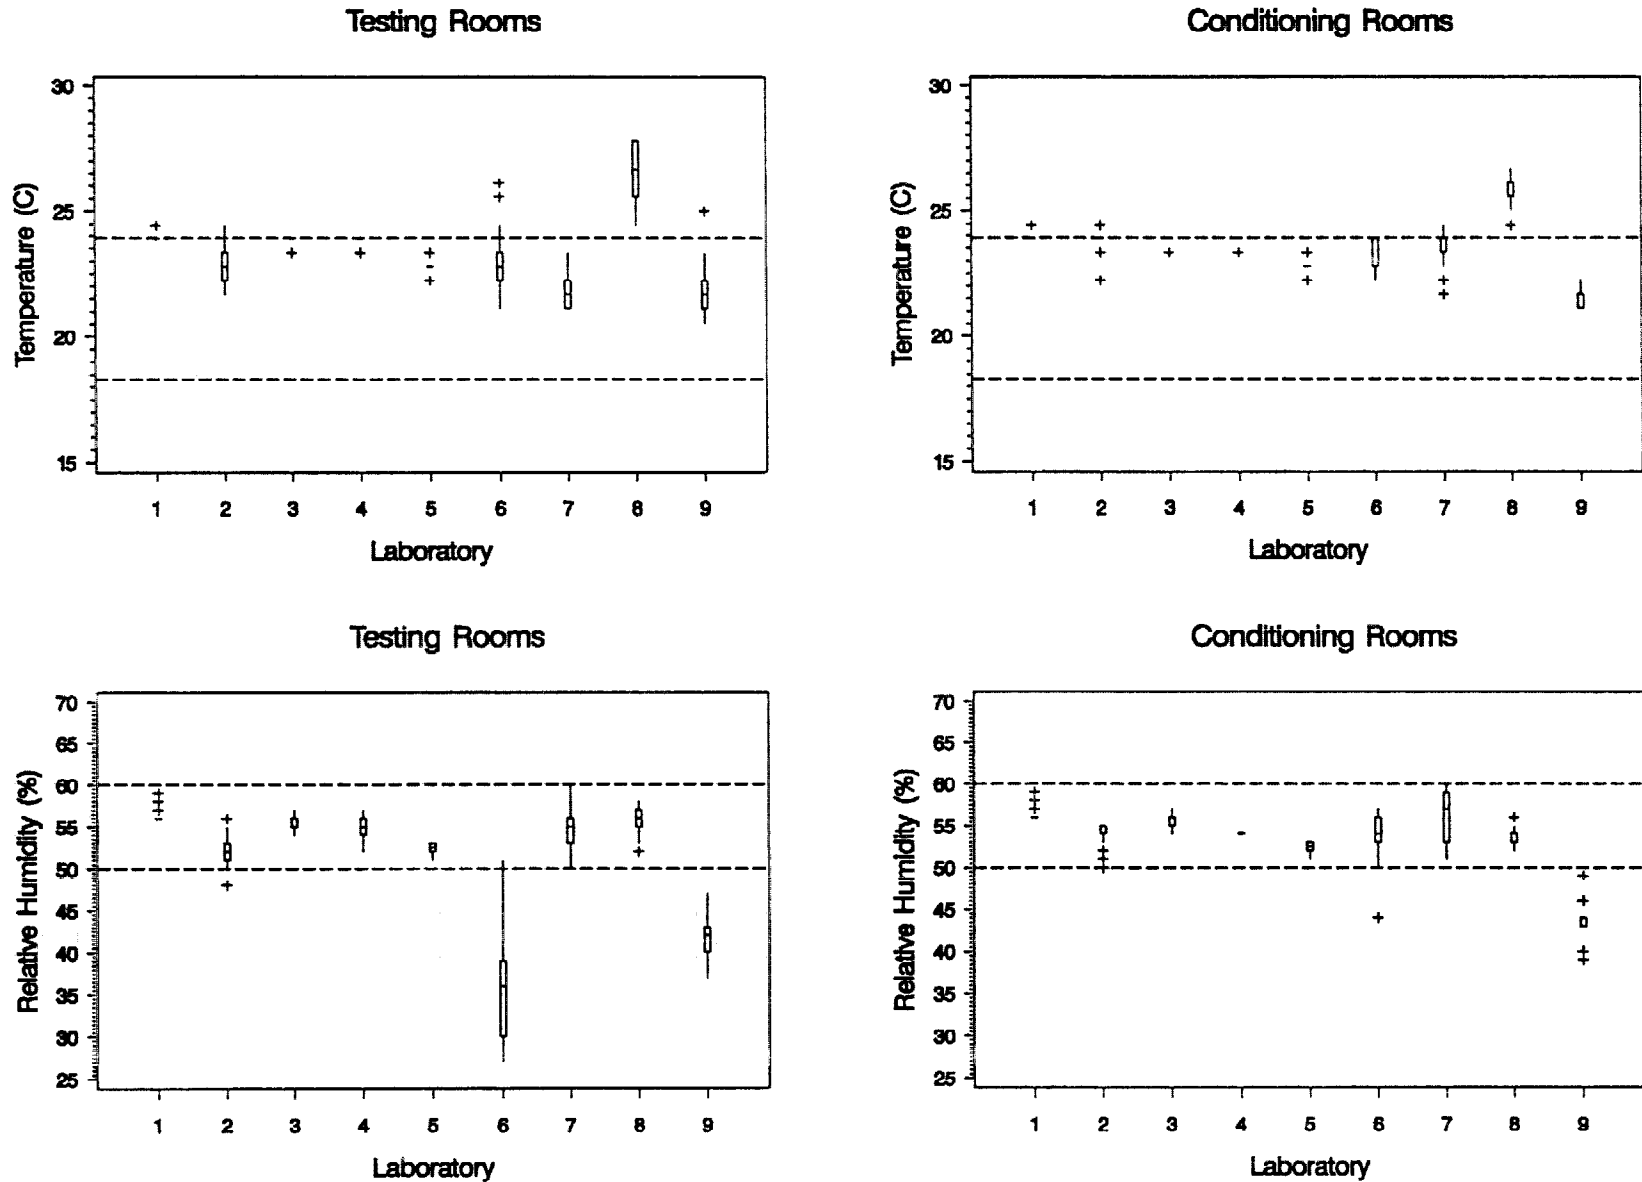 Testing Rooms
Conditioning Rooms
Temperature (C)
30
25
20
15
1 2 3 4 5 6 7 8 9
Laboratory
Temperature (C)
30
25
20
15
1 2 3 4 5 6 7 8 9
Laboratory
Testing Rooms
Conditioning Rooms
Relative Humidity (%)
70
65
60
55
50
45
40
35
30
25
1 2 3 4 5 6 7 8 9
Laboratory
Relative Humidity (%)
70
65
60
55
50
45
40
35
30
25
1 2 3 4 5 6 7 8 9
Laboratory